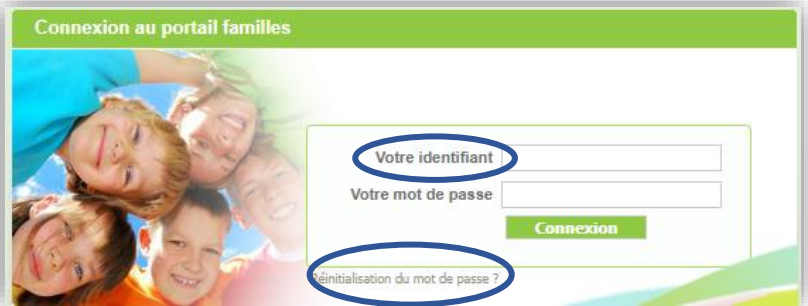 Connexion au portail familles
Votre identifiant
Votre mot de passe
Connexion
Réinitialisation du mot de passe ?